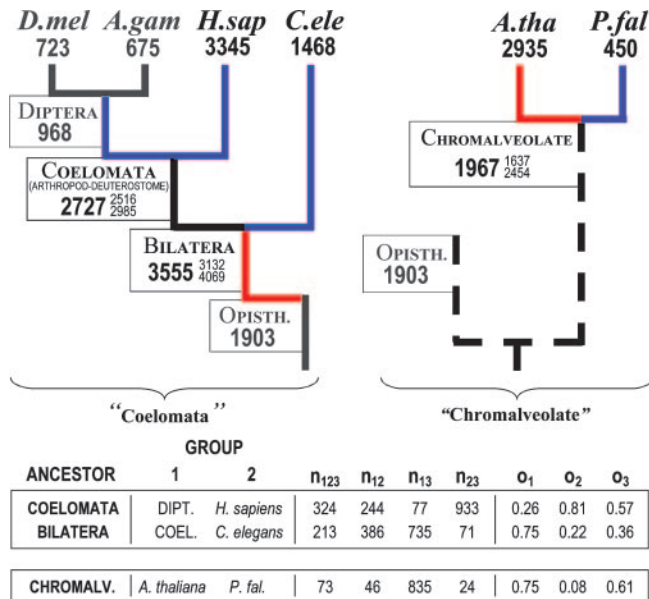 D.mel A.gam H.sap C.ele
723 675 3345 1468
DIPTERA
968
COELOMATA
(ARTHROPOD-DEUTEROSTOME)
2727 2516 2985
BILATERA
3555 3132 4069
OPISTH.
1903
"Coelomata"
A.tha P.fal
2935 450
CHROMALVEOLATE
1967 1637 2454
OPISTH.
1903
"Chromalveolate"
GROUP
ANCESTOR 1 2 n123 n12 n13 n23 o1 o2 o3
COELOMATA DIPT. H. sapiens 324 244 77 933 0.26 0.81 0.57
BILATERA COEL. C. elegans 213 386 735 71 0.75 0.22 0.36
CHROMALV. A. thaliana P. fal. 73 46 835 24 0.75 0.08 0.61